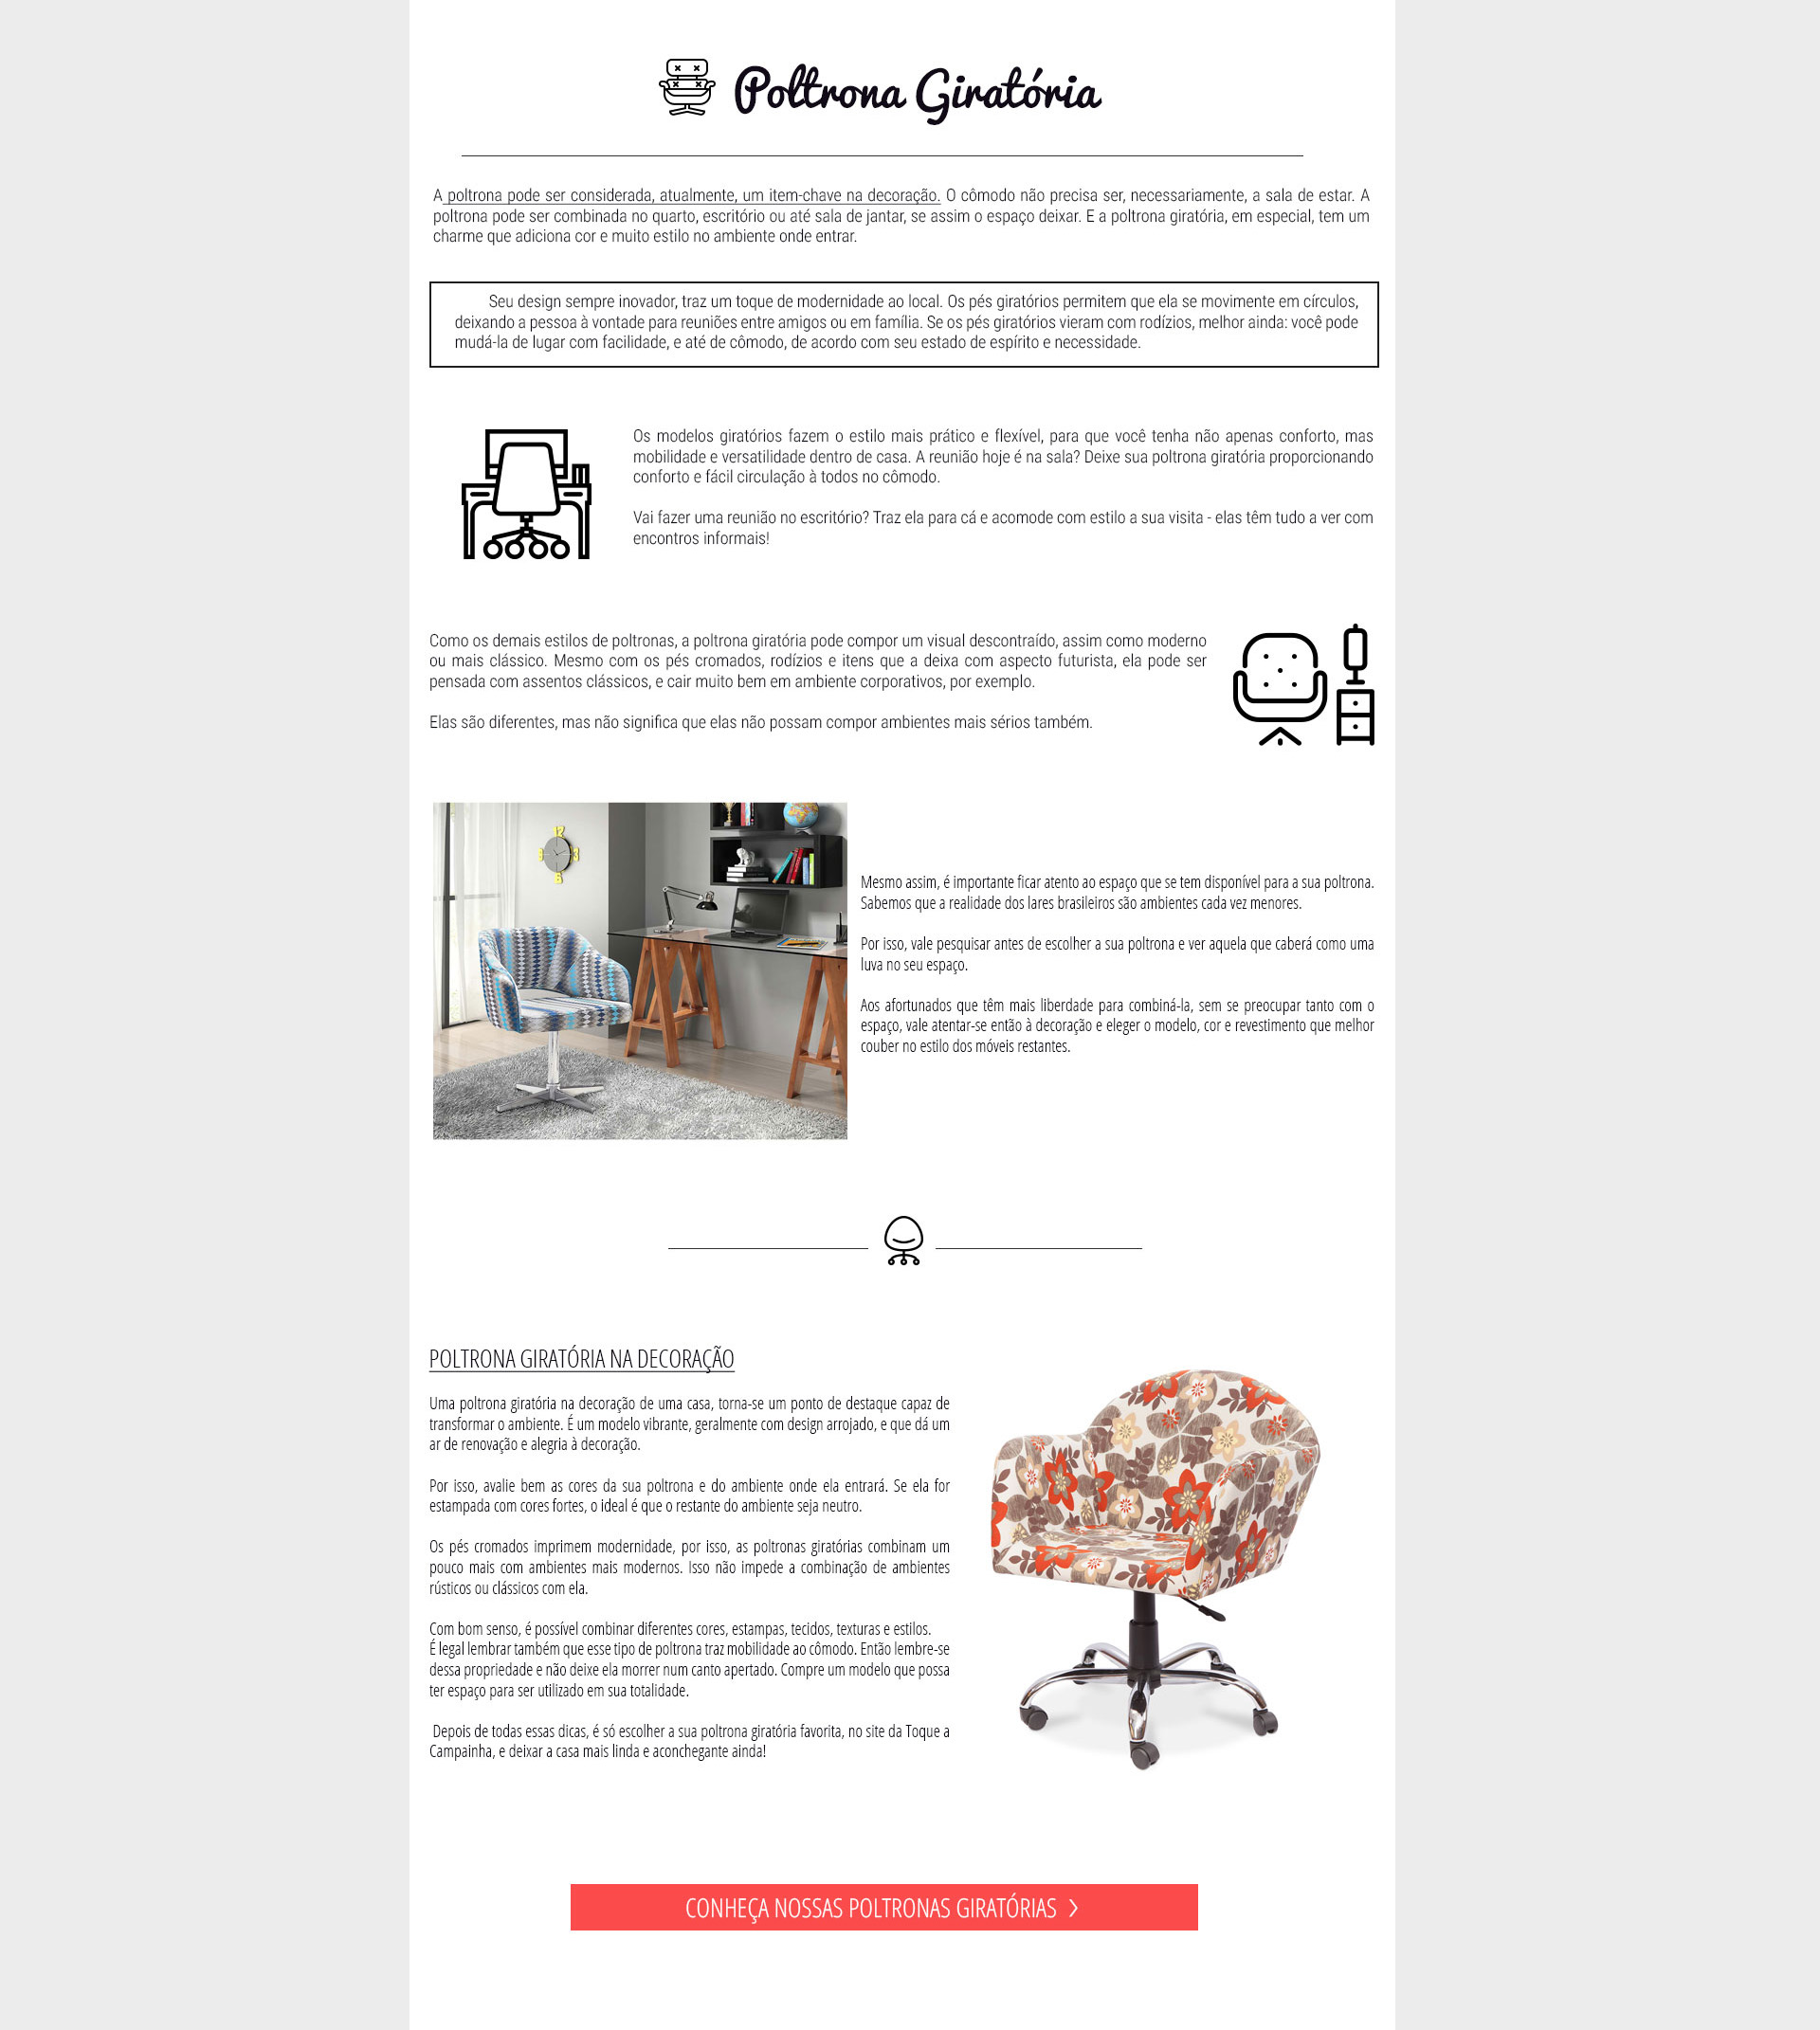 Poltrona Giratória
A poltrona pode ser considerada, atualmente, um item-chave na decoração. O cômodo não precisa ser, necessariamente, a sala de estar. A
poltrona pode ser combinada no quarto, escritório ou até sala de jantar, se assim o espaço deixar. E a poltrona giratória, em especial, tem um
charme que adiciona cor e muito estilo no ambiente onde entrar.
Seu design sempre inovador, traz um toque de modernidade ao local. Os pés giratórios permitem que ela se movimente em círculos,
deixando a pessoa à vontade para reuniões entre amigos ou em família. Se os pés giratórios vieram com rodízios, melhor ainda: você pode
mudá-la de lugar com facilidade, e até de cômodo, de acordo com seu estado de espírito e necessidade.
Os modelos giratórios fazem o estilo mais prático e flexível, para que você tenha não apenas conforto, mas
mobilidade e versatilidade dentro de casa. A reunião hoje é na sala? Deixe sua poltrona giratória proporcionando
conforto e fácil circulação à todos no cômodo.
Vai fazer uma reunião no escritório? Traz ela para cá e acomode com estilo a sua visita - elas têm tudo a ver com
encontros informais!
Como os demais estilos de poltronas, a poltrona giratória pode compor um visual descontraído, assim como moderno
ou mais clássico. Mesmo com os pés cromados, rodízios e itens que a deixa com aspecto futurista, ela pode ser
pensada com assentos clássicos, e cair muito bem em ambiente corporativos, por exemplo.
Elas são diferentes, mas não significa que elas não possam compor ambientes mais sérios também.
12
3
6
Mesmo assim, é importante ficar atento ao espaço que se tem disponível para a sua poltrona.
Sabemos que a realidade dos lares brasileiros são ambientes cada vez menores.
Por isso, vale pesquisar antes de escolher a sua poltrona e ver aquela que caberá como uma
luva no seu espaço.
Aos afortunados que têm mais liberdade para combiná-la, sem se preocupar tanto com o
espaço, vale atentar-se então à decoração e eleger o modelo, cor e revestimento que melhor
couber no estilo dos móveis restantes.
POLTRONA GIRATÓRIA NA DECORAÇÃO
Uma poltrona giratória na decoração de uma casa, torna-se um ponto de destaque capaz de
transformar o ambiente. É um modelo vibrante, geralmente com design arrojado, e que dá um
ar de renovação e alegria à decoração.
Por isso, avalie bem as cores da sua poltrona e do ambiente onde ela entrará. Se ela for
estampada com cores fortes, o ideal é que o restante do ambiente seja neutro.
Os pés cromados imprimem modernidade, por isso, as poltronas giratórias combinam um
pouco mais com ambientes mais modernos. Isso não impede a combinação de ambientes
rústicos ou clássicos com ela.
Com bom senso, é possível combinar diferentes cores, estampas, tecidos, texturas e estilos.
É legal lembrar também que esse tipo de poltrona traz mobilidade ao cômodo. Então lembre-se
dessa propriedade e não deixe ela morrer num canto apertado. Compre um modelo que possa
ter espaço para ser utilizado em sua totalidade.
Depois de todas essas dicas, é só escolher a sua poltrona giratória favorita, no site da Toque a
Campainha, e deixar a casa mais linda e aconchegante ainda!
CONHEÇA NOSSAS POLTRONAS GIRATÓRIAS >